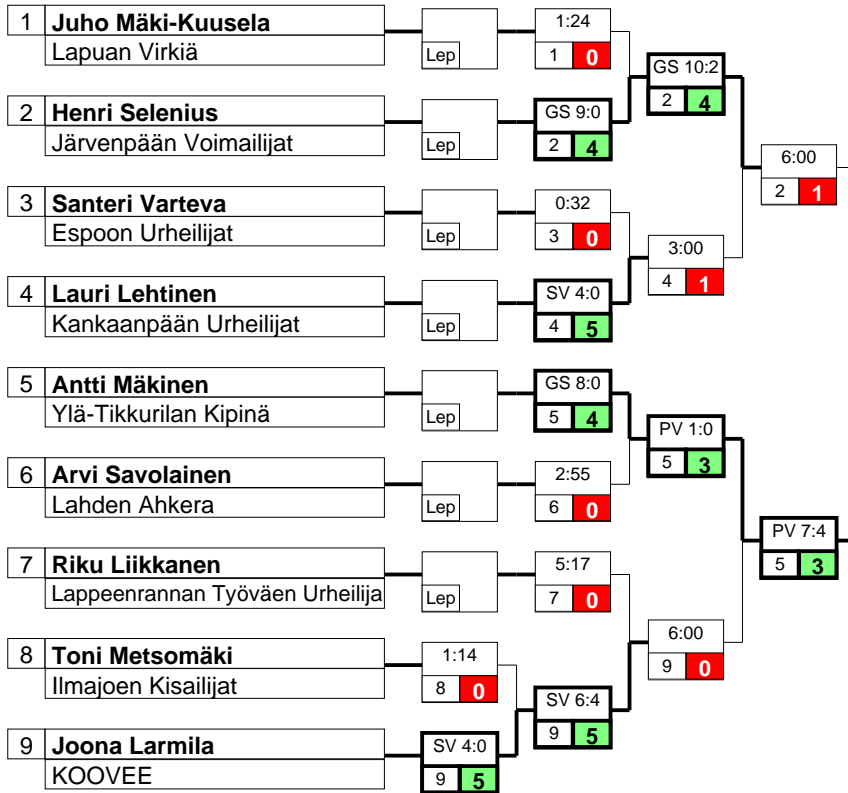 1 Juho Mäki-Kuusela
Lapuan Virkiä
Lep
1:24
1 0
GS 10:2
2 4
2 Henri Selenius
Järvenpään Voimailijat
Lep
GS 9:0
2 4
6:00
2 1
3 Santeri Varteva
Espoon Urheilijat
Lep
0:32
3 0
3:00
4 1
4 Lauri Lehtinen
Kankaanpään Urheilijat
Lep
SV 4:0
4 5
5 Antti Mäkinen
Ylä-Tikkurilan Kipinä
Lep
GS 8:0
5 4
PV 1:0
5 3
6 Arvi Savolainen
Lahden Ahkera
Lep
2:55
6 0
PV 7:4
5 3
7 Riku Liikkanen
Lappeenrannan Työväen Urheilija
Lep
5:17
7 0
6:00
9 0
8 Toni Metsomäki
Ilmajoen Kisailijat
1:14
8 0
SV 6:4
9 5
9 Joona Larmila
KOOVEE
SV 4:0
9 5